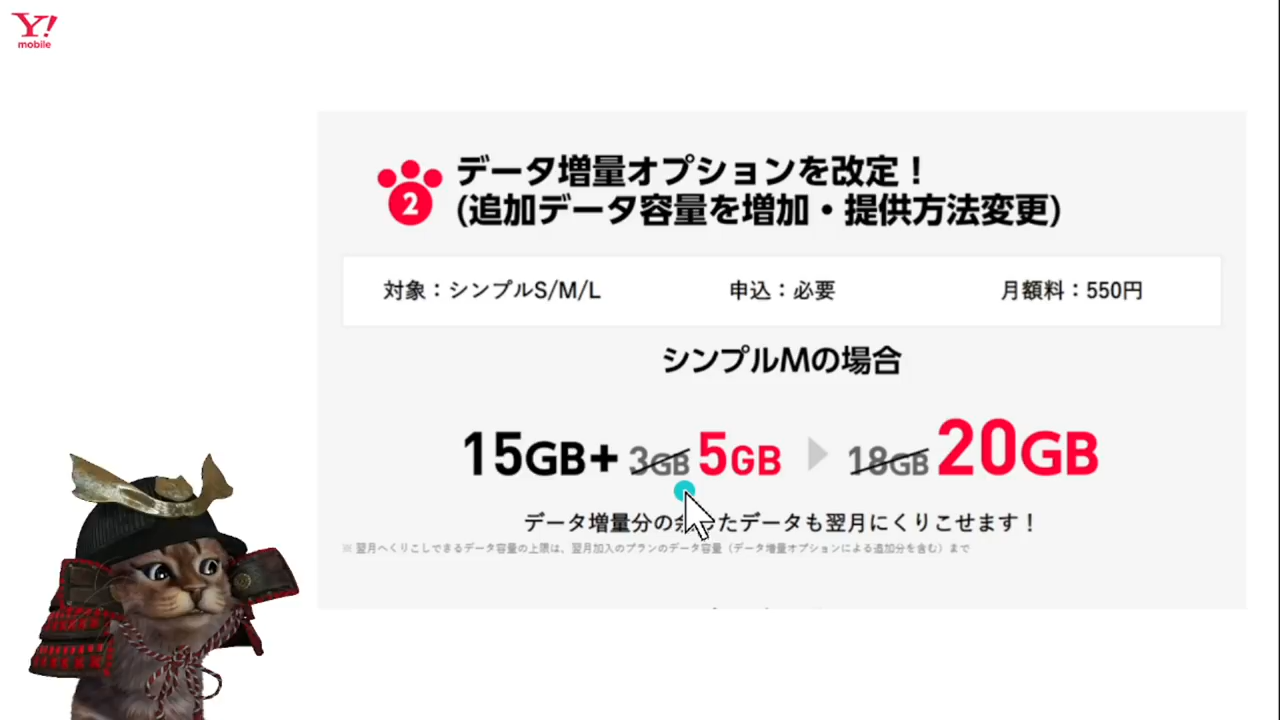 Y!
mobile
2
データ増量オプションを改定！
(追加データ容量を増加・提供方法変更)
対象：シンプルS/M/L 申込：必要 月額料：550円
シンプルMの場合
15GB+ 3GB 5GB 18GB 20GB
データ増量分の ったデータも翌月にくりこせます！
※ 翌月へくりこしできるデータ容量の上限は、翌月加入のプランのデータ容量（データ増量オプションによる追加分を含む）まで